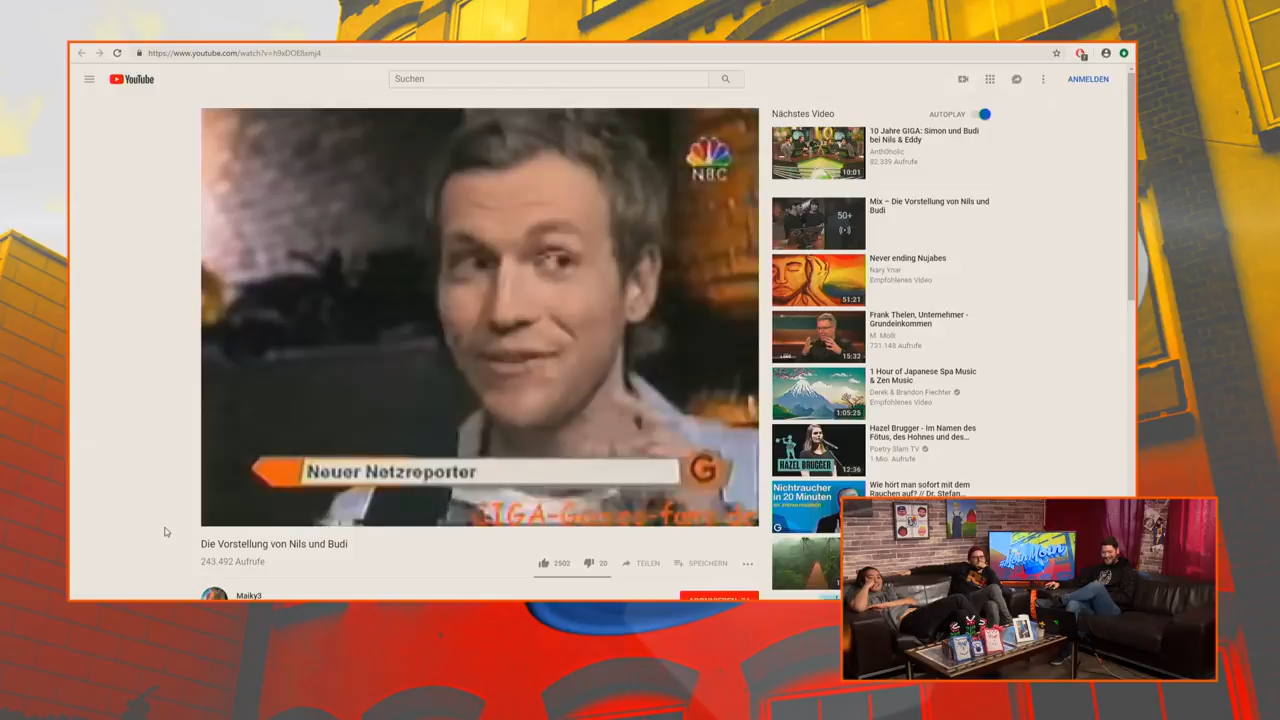 https://www.youtube.com/watch?v=h9xDOE8xmj4
YouTube
Suchen
ANMELDEN
NBC
Neuer Netzreporter
G
Die Vorstellung von Nils und Budi
243.492 Aufrufe
2502
20
TEILEN
SPEICHERN
Maiky3
Nächstes Video
AUTOPLAY
10 Jahre GIGA: Simon und Budi
bei Nils & Eddy
Anth0holic
82.339 Aufrufe
10:01
Mix – Die Vorstellung von Nils und
Budi
50+
Never ending Nujabes
Nary Ynar
Empfohlenes Video
51:21
Frank Thelen, Unternehmer -
Grundeinkommen
M. Molli
731.148 Aufrufe
15:32
1 Hour of Japanese Spa Music
& Zen Music
Derek & Brandon Fiechter
Empfohlenes Video
1:05:25
Hazel Brugger - Im Namen des
Fötus, des Hohnes und des...
Poetry Slam TV
1 Mio. Aufrufe
HAZEL BRUGGER
12:36
Wie hört man sofort mit dem
Rauchen auf? // Dr. Stefan...
Nichtraucher
in 20 Minuten